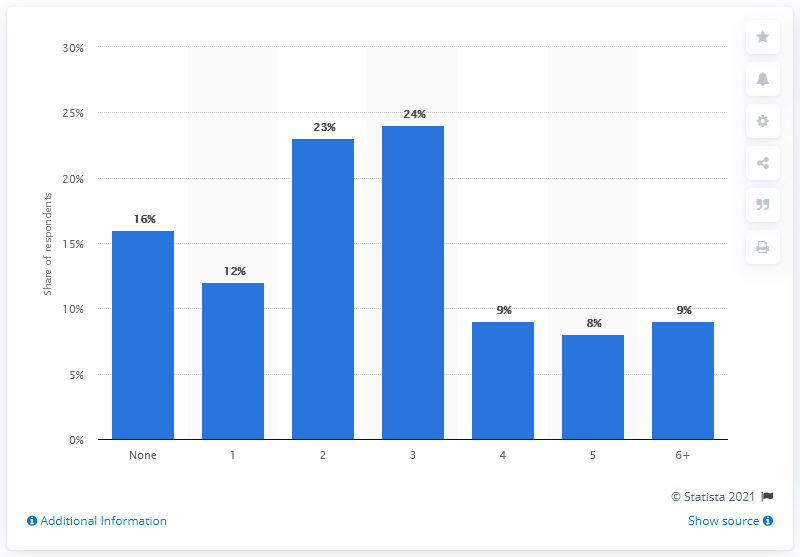 30%
25%
20%
15%
10%
5%
0%
Share of respondents
16%
12%
23%
24%
9%
8%
9%
None 1 2 3 4 5 6+
© Statista 2021
Additional Information
Show source